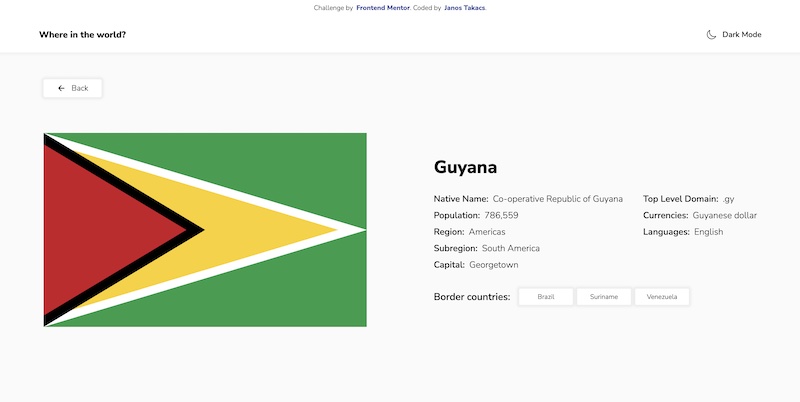 Challenge by Frontend Mentor. Coded by Janos Takacs.
Where in the world?
Dark Mode
Back
Guyana
Native Name: Co-operative Republic of Guyana
Population: 786,559
Region: Americas
Subregion: South America
Capital: Georgetown
Top Level Domain: .gy
Currencies: Guyanese dollar
Languages: English
Border countries: Brazil Suriname Venezuela